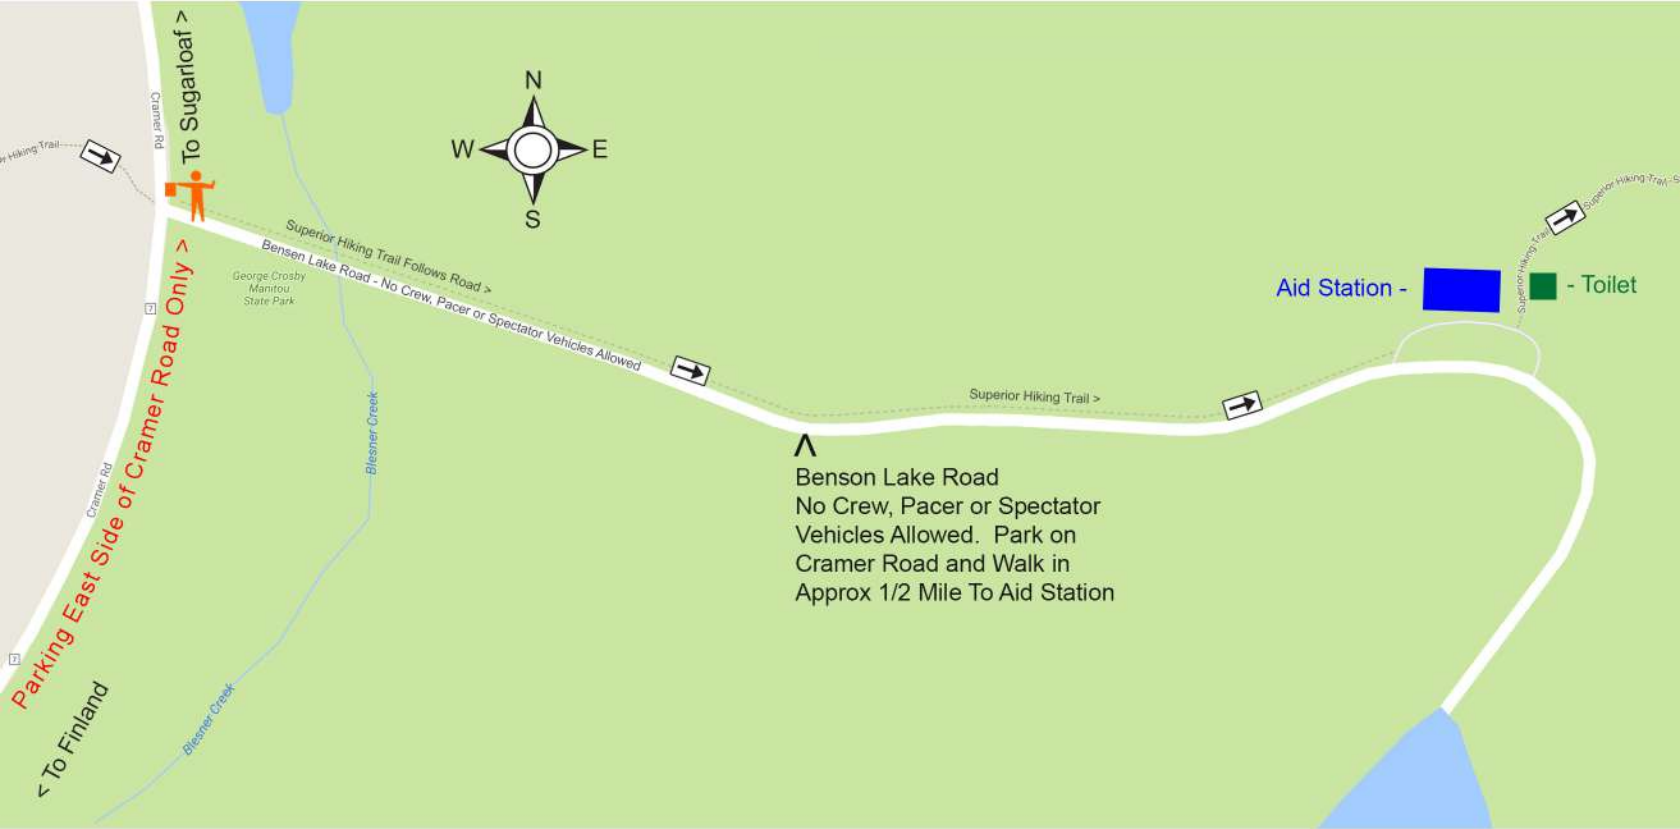 To Sugarloaf >
Cramer Rd
N
W
E
S
or Hiking Trail
Superior Hiking Trail - S
Superior Hiking Trail
Superior Hiking Trail Follows Road >
Bensen Lake Road - No Crew, Pacer or Spectator Vehicles Allowed
George Crosby
Manitou
State Park
Aid Station -
- Toilet
7
Parking East Side of Cramer Road Only >
Superior Hiking Trail >
Blesner Creek
Cramer Rd
Benson Lake Road
No Crew, Pacer or Spectator
Vehicles Allowed. Park on
Cramer Road and Walk in
Approx 1/2 Mile To Aid Station
7
Blesner Creek
< To Finland